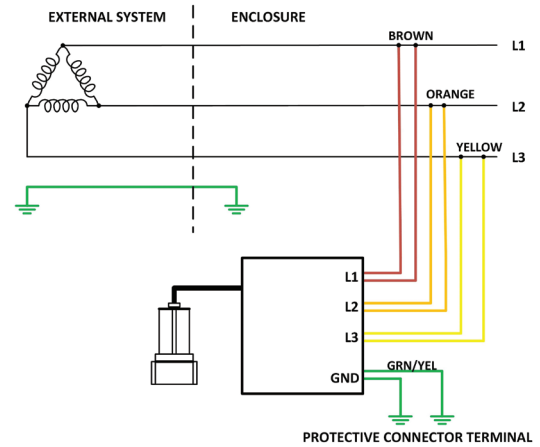 EXTERNAL SYSTEM
ENCLOSURE
BROWN
L1
ORANGE
L2
YELLOW
L3
L1
L2
L3
GRN/YEL
GND
PROTECTIVE CONNECTOR TERMINAL